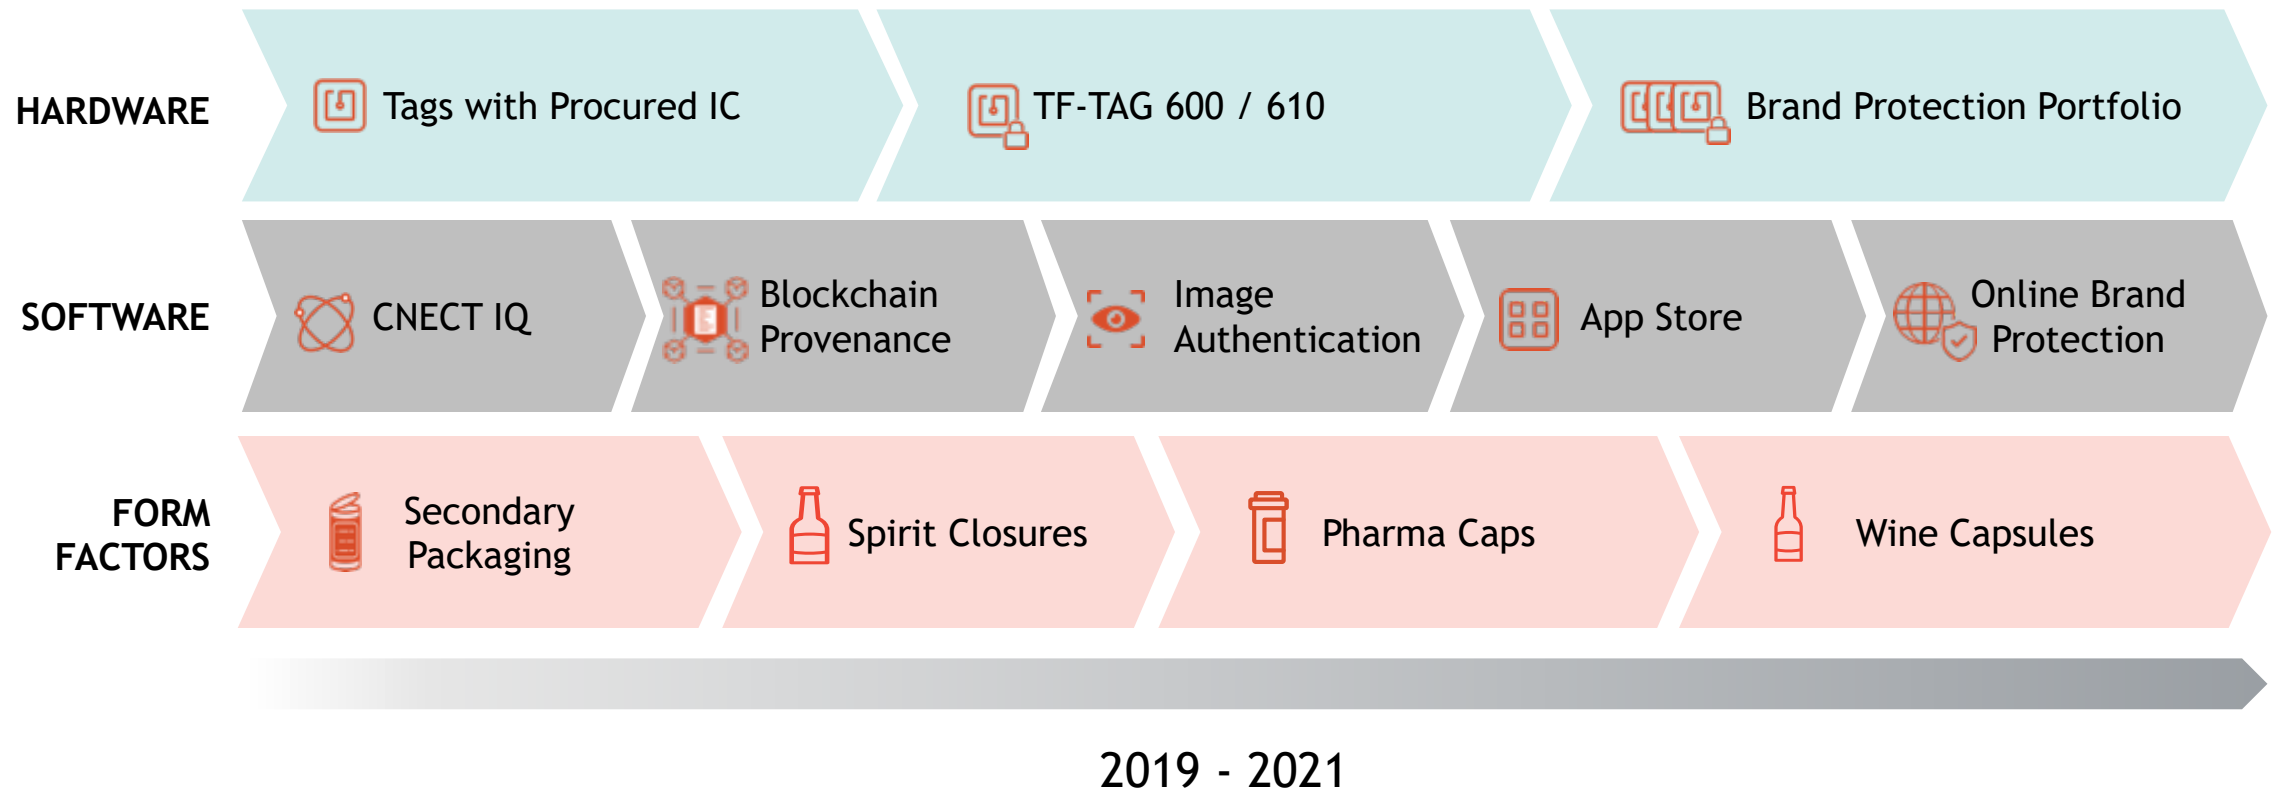 HARDWARE
Tags with Procured IC
TF-TAG 600 / 610
Brand Protection Portfolio
SOFTWARE
CNECT IQ
Blockchain
Provenance
Image
Authentication
App Store
Online Brand
Protection
FORM
FACTORS
Secondary
Packaging
Spirit Closures
Pharma Caps
Wine Capsules
2019 - 2021